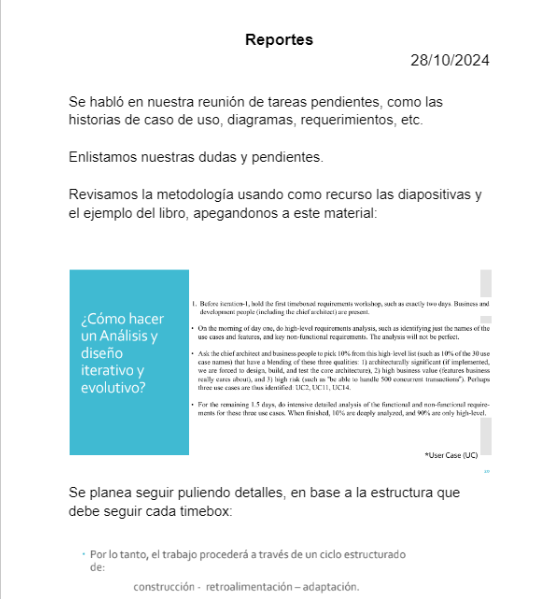 Reportes
28/10/2024
Se habló en nuestra reunión de tareas pendientes, como las
historias de caso de uso, diagramas, requerimientos, etc.
Enlistamos nuestras dudas y pendientes.
Revisamos la metodología usando como recurso las diapositivas y
el ejemplo del libro, apegandonos a este material:
¿Cómo hacer
un Análisis y
diseño
iterativo y
evolutivo?
1. Before iteration-1, hold the first timeboxed requirements workshop, such as exactly two days. Business and
development people (including the chief architect) are present.
• On the morning of day one, do high-level requirements analysis, such as identifying just the names of the
use cases and features, and key non-functional requirements. The analysis will not be perfect.
• Ask the chief architect and business people to pick 10% from this high-level list (such as 10% of the 30 use
case names) that have a blending of these three qualities: 1) architecturally significant (if implemented,
we are forced to design, build, and test the core architecture), 2) high business value (features business
really cares about), and 3) high risk (such as "be able to handle 500 concurrent transactions"). Perhaps
three use cases are thus identified: UC2, UC11, UC14.
• For the remaining 1.5 days, do intensive detailed analysis of the functional and non-functional require-
ments for these three use cases. When finished, 10% are deeply analyzed, and 90% are only high-level.
*User Case (UC)
Se planea seguir puliendo detalles, en base a la estructura que
debe seguir cada timebox:
• Por lo tanto, el trabajo procederá a través de un ciclo estructurado
de:
construcción - retroalimentación – adaptación.